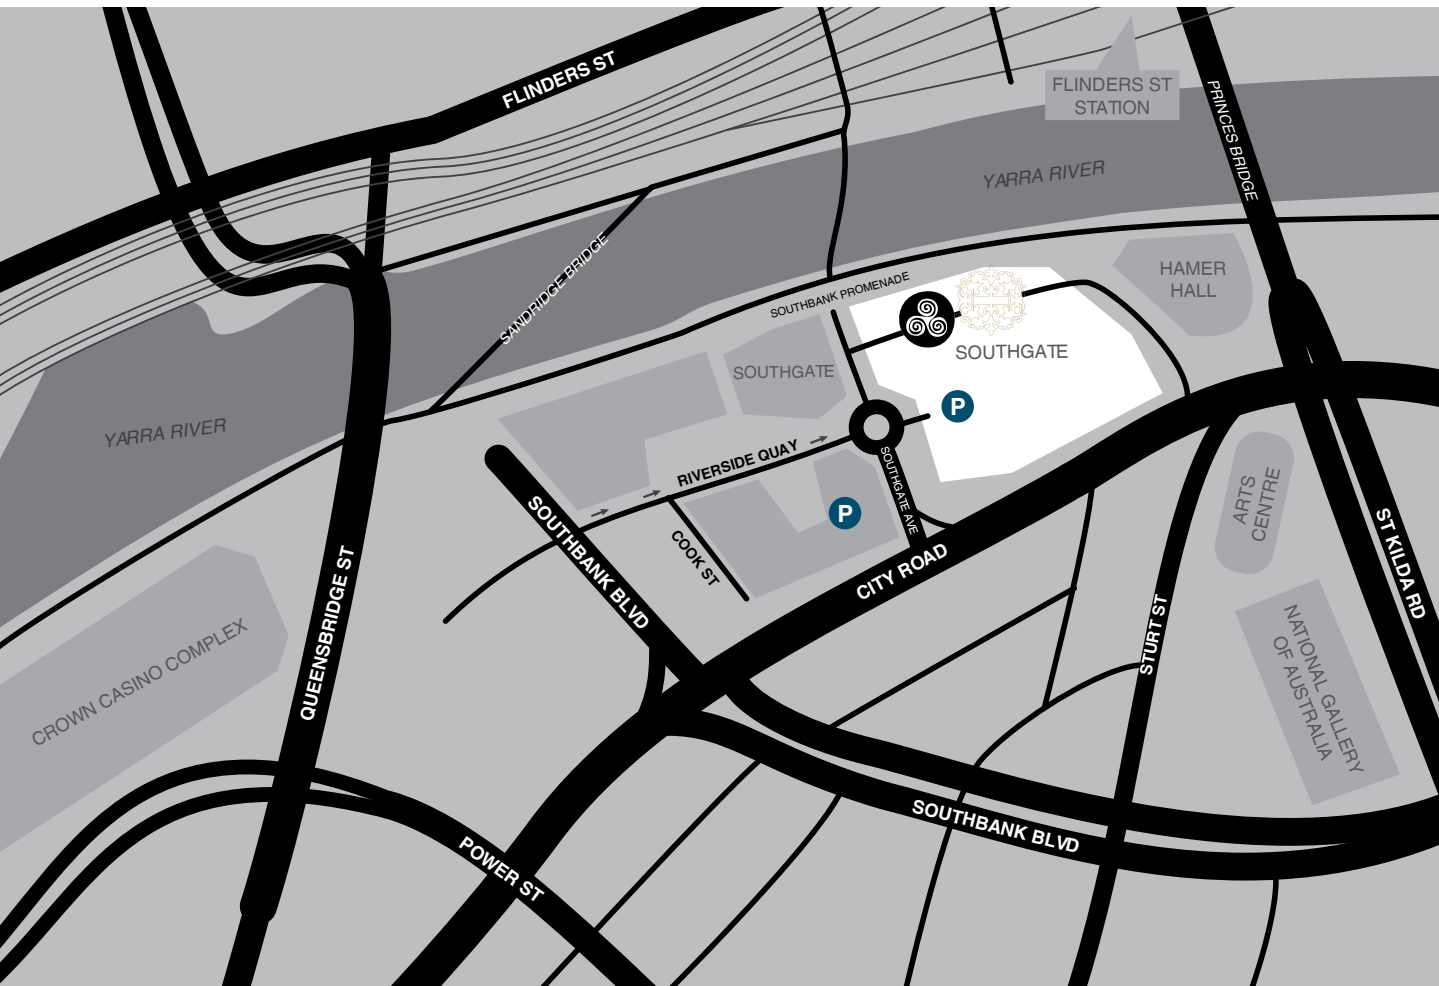 FLINDERS ST
FLINDERS ST
STATION
PRINCES BRIDGE
YARRA RIVER
SANDRIDGE BRIDGE
HAMER
HALL
SOUTHBANK PROMENADE
SOUTHGATE
SOUTHGATE
P
YARRA RIVER
RIVERSIDE QUAY
SOUTHGATE AVE
P
ARTS
CENTRE
ST KILDA RD
SOUTHBANK BLVD
COOK ST
CITY ROAD
QUEENSBRIDGE ST
CROWN CASINO COMPLEX
STURT ST
NATIONAL GALLERY
OF AUSTRALIA
SOUTHBANK BLVD
POWER ST